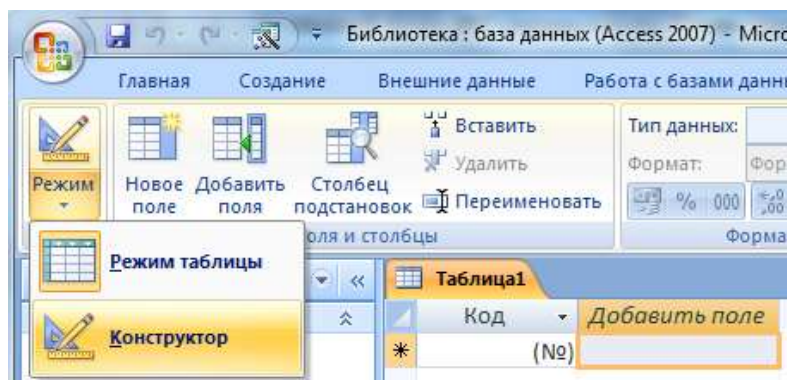 Библиотека : база данных (Access 2007) - Micro
Главная Создание Внешние данные Работа с базами данн
Режим
Новое поле
Добавить поля
Столбец подстановок
Вставить
Удалить
Переименовать
Тип данных:
Формат: Фор
% 000
,00
оля и столбцы
Форма
Режим таблицы
Конструктор
«
Таблица1
Код Добавить поле
* (№)